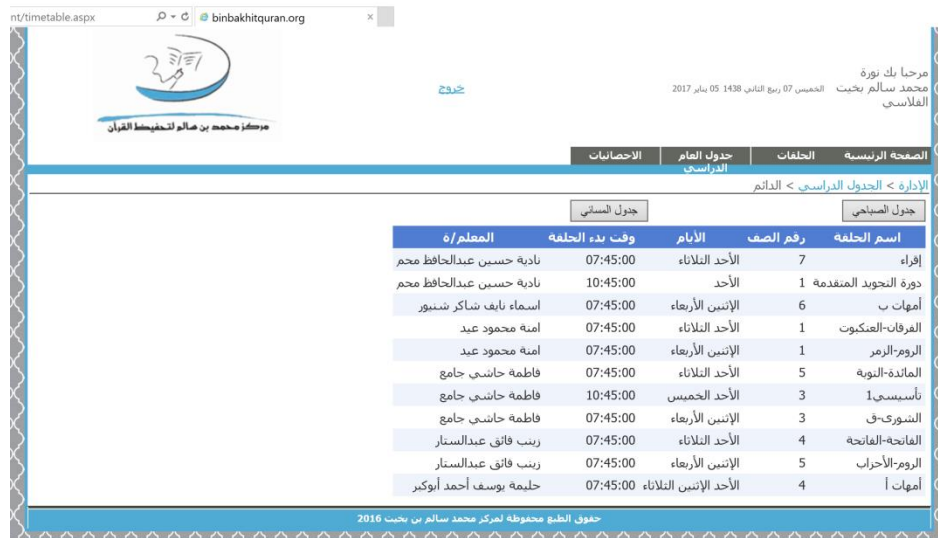 nt/timetable.aspx
binbakhitquran.org
مركز محمد بن سالم لتحفيظ القرآن
خروج
الخميس 07 ربيع الثاني 1438 05 يناير 2017
مرحبا بك نورة
محمد سالم بخيت
الفلاسي
الصفحة الرئيسية الحلقات جدول العام الدراسي الاحصائيات
الإدارة > الجدول الدراسي > الدائم
جدول الصباحي جدول المسائي
اسم الحلقة رقم الصف الأيام وقت بدء الحلقة المعلم/ة
إقراء 7 الأحد الثلاثاء 07:45:00 نادية حسين عبدالحافظ محم
دورة التجويد المتقدمة 1 الأحد 10:45:00 نادية حسين عبدالحافظ محم
أمهات ب 6 الإثنين الأربعاء 07:45:00 اسماء نايف شاكر شنيور
الفرقان-العنكبوت 1 الأحد الثلاثاء 07:45:00 امنة محمود عيد
الروم-الزمر 1 الإثنين الأربعاء 07:45:00 امنة محمود عيد
المائدة-التوبة 5 الأحد الثلاثاء 07:45:00 فاطمة حاشي جامع
تأسيسي1 3 الأحد الخميس 10:45:00 فاطمة حاشي جامع
الشورى-ق 3 الإثنين الأربعاء 07:45:00 فاطمة حاشي جامع
الفاتحة-الفاتحة 4 الأحد الثلاثاء 07:45:00 زينب فائق عبدالستار
الروم-الأحزاب 5 الإثنين الأربعاء 07:45:00 زينب فائق عبدالستار
أمهات أ 4 الأحد الإثنين الثلاثاء 07:45:00 حليمة يوسف أحمد أبوكبر
حقوق الطبع محفوظة لمركز محمد سالم بن بخيت 2016